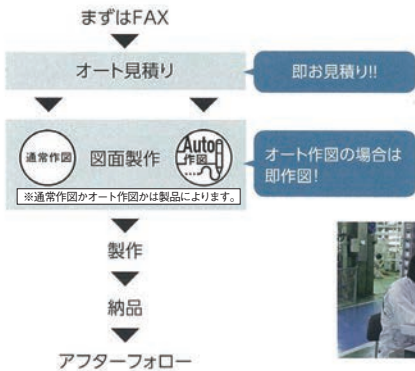 まずはFAX
オート見積り
即お見積り!!
通常作図
図面製作
Auto
作図
オート作図の場合は
即作図!
※通常作図かオート作図かは製品によります。
製作
納品
アフターフォロー